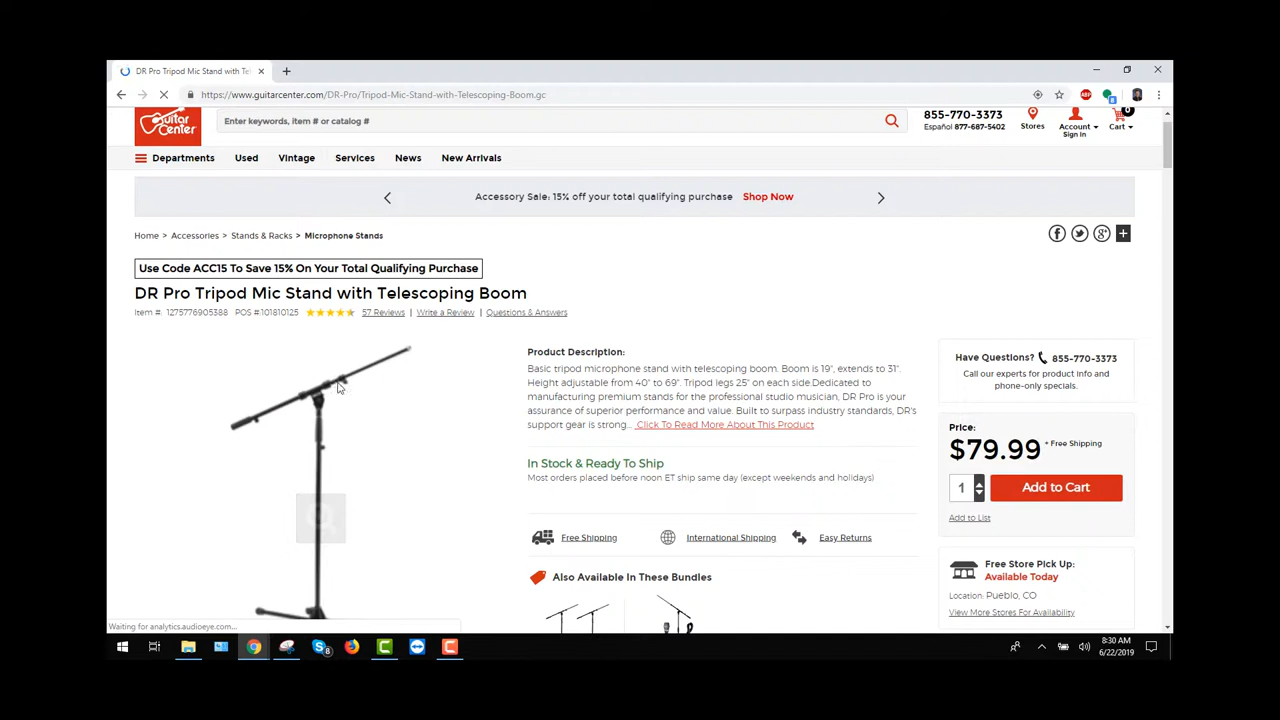 DR Pro Tripod Mic Stand with Tel
https://www.guitarcenter.com/DR-Pro/Tripod-Mic-Stand-with-Telescoping-Boom.gc
Guitar Center
Enter keywords, item # or catalog #
855-770-3373
Español 877-687-5402
Stores
Account
Sign In
0
Cart
Departments
Used
Vintage
Services
News
New Arrivals
Accessory Sale: 15% off your total qualifying purchase Shop Now
Home > Accessories > Stands & Racks > Microphone Stands
Use Code ACC15 To Save 15% On Your Total Qualifying Purchase
DR Pro Tripod Mic Stand with Telescoping Boom
Item #: 1275776905388 POS #:101810125 57 Reviews | Write a Review | Questions & Answers
Product Description:
Basic tripod microphone stand with telescoping boom. Boom is 19", extends to 31".
Height adjustable from 40" to 69". Tripod legs 25" on each side.Dedicated to
manufacturing premium stands for the professional studio musician, DR Pro is your
assurance of superior performance and value. Built to surpass industry standards, DR's
support gear is strong... Click To Read More About This Product
In Stock & Ready To Ship
Most orders placed before noon ET ship same day (except weekends and holidays)
Free Shipping
International Shipping
Easy Returns
Also Available In These Bundles
Have Questions? 855-770-3373
Call our experts for product info and
phone-only specials.
Price:
$79.99 * Free Shipping
1
Add to Cart
Add to List
Free Store Pick Up:
Available Today
Location: Pueblo, CO
View More Stores For Availability
Waiting for analytics.audioeye.com...
8:30 AM
6/22/2019